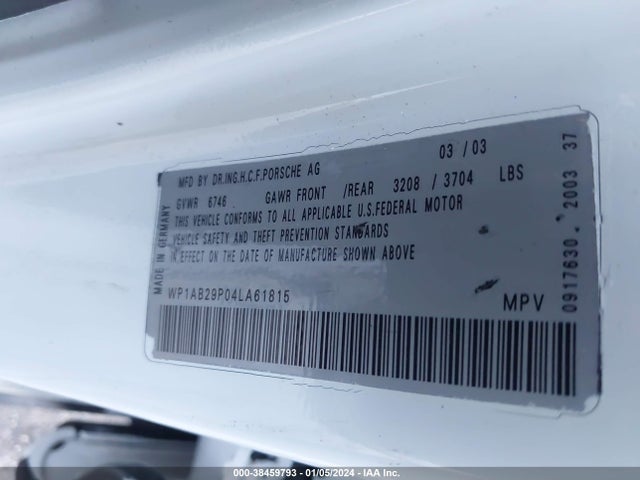 MFD BY DR.ING.H.C.F.PORSCHE AG 03/03
GVWR 6746 GAWR FRONT /REAR 3208 / 3704 LBS
THIS VEHICLE CONFORMS TO ALL APPLICABLE U.S.FEDERAL MOTOR
VEHICLE SAFETY AND THEFT PREVENTION STANDARDS
IN EFFECT ON THE DATE OF MANUFACTURE SHOWN ABOVE
WP1AB29P04LA61815
MPV
MADE IN GERMANY
0917630. 2003 37
000-38459793 - 01/05/2024 - IAA Inc.